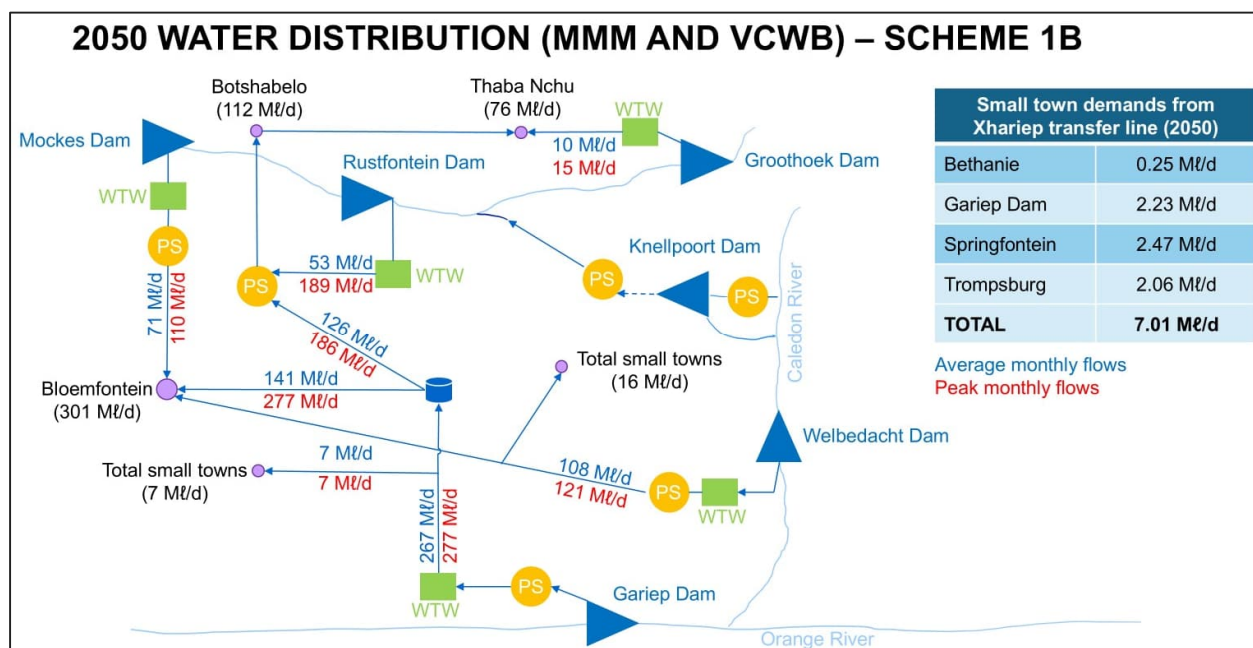 2050 WATER DISTRIBUTION (MMM AND VCWB) – SCHEME 1B
Botshabelo
(112 Mℓ/d)
Thaba Nchu
(76 Mℓ/d)
WTW
Mockes Dam
Rustfontein Dam
10 Mℓ/d
15 Mℓ/d
Groothoek Dam
WTW
PS
53 Mℓ/d
189 Mℓ/d
WTW
PS
Knellpoort Dam
PS
PS
Caledon River
71 Mℓ/d
110 Mℓ/d
126 Mℓ/d
186 Mℓ/d
Bloemfontein
(301 Mℓ/d)
141 Mℓ/d
277 Mℓ/d
Total small towns
(16 Mℓ/d)
Welbedacht Dam
Total small towns
(7 Mℓ/d)
7 Mℓ/d
7 Mℓ/d
108 Mℓ/d
121 Mℓ/d
PS
WTW
267 Mℓ/d
277 Mℓ/d
WTW
PS
Gariep Dam
Orange River
Small town demands from
Xhariep transfer line (2050)
Bethanie 0.25 Mℓ/d
Gariep Dam 2.23 Mℓ/d
Springfontein 2.47 Mℓ/d
Trompsburg 2.06 Mℓ/d
TOTAL 7.01 Mℓ/d
Average monthly flows
Peak monthly flows